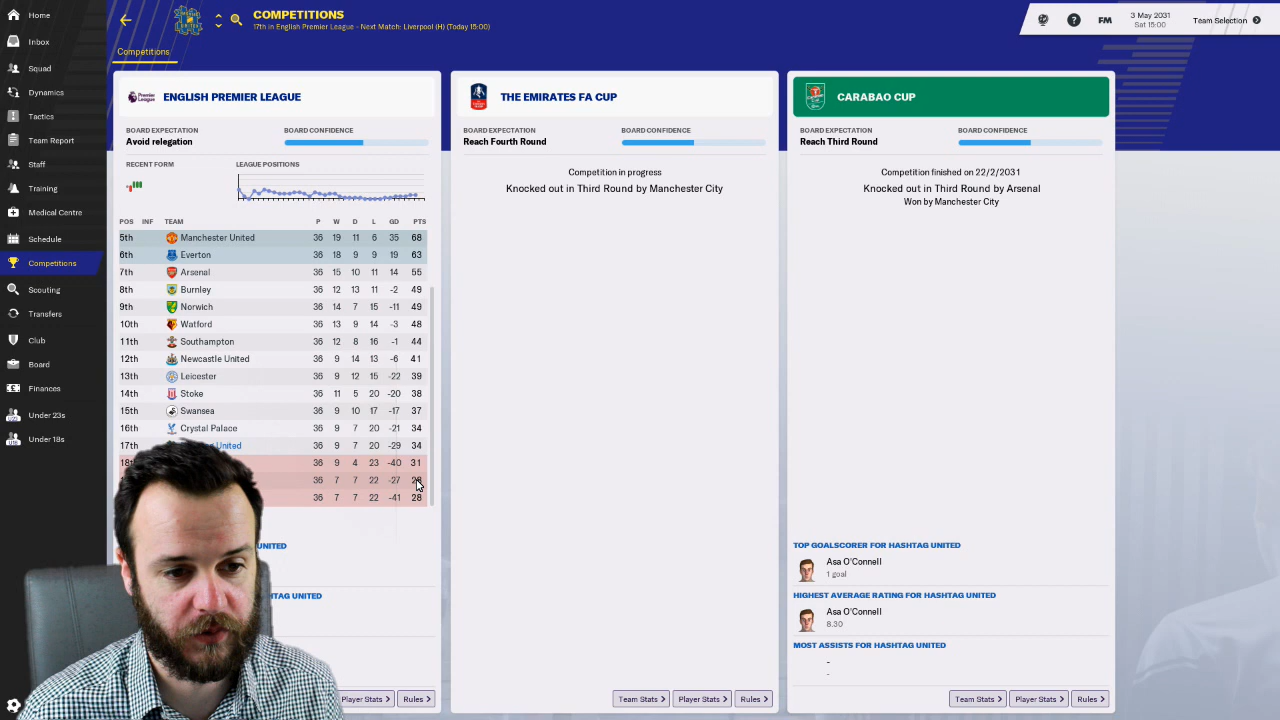 Home
Inbox
Squad
Dynamics
Tactics
Team Report
Staff
Training
Medical Centre
Schedule
Competitions
Scouting
Transfers
Club
Board
Finances
Under 23s
Under 18s
COMPETITIONS
17th in English Premier League - Next Match: Liverpool (H) (Today 15:00)
FM
3 May 2031
Sat 15:00
Team Selection
Competitions
ENGLISH PREMIER LEAGUE
BOARD EXPECTATION BOARD CONFIDENCE
Avoid relegation
RECENT FORM LEAGUE POSITIONS
POS INF TEAM P W D L GD PTS
5th Manchester United 36 19 11 6 35 68
6th Everton 36 18 9 9 19 63
7th Arsenal 36 15 10 11 14 55
8th Burnley 36 12 13 11 -2 49
9th Norwich 36 14 7 15 -11 49
10th Watford 36 13 9 14 -3 48
11th Southampton 36 12 8 16 -1 44
12th Newcastle United 36 9 14 13 -6 41
13th Leicester 36 9 12 15 -22 39
14th Stoke 36 11 5 20 -20 38
15th Swansea 36 9 10 17 -17 37
16th Crystal Palace 36 9 7 20 -21 34
17th United 36 9 7 20 -29 34
18th 36 9 4 23 -40 31
36 7 7 22 -27
36 7 7 22 -41 28
UNITED
HTAG UNITED
Player Stats Rules
THE EMIRATES FA CUP
BOARD EXPECTATION BOARD CONFIDENCE
Reach Fourth Round
Competition in progress
Knocked out in Third Round by Manchester City
Team Stats Player Stats Rules
CARABAO CUP
BOARD EXPECTATION BOARD CONFIDENCE
Reach Third Round
Competition finished on 22/2/2031
Knocked out in Third Round by Arsenal
Won by Manchester City
TOP GOALSCORER FOR HASHTAG UNITED
Asa O'Connell
1 goal
HIGHEST AVERAGE RATING FOR HASHTAG UNITED
Asa O'Connell
8.30
MOST ASSISTS FOR HASHTAG UNITED
-
-
Team Stats Player Stats Rules